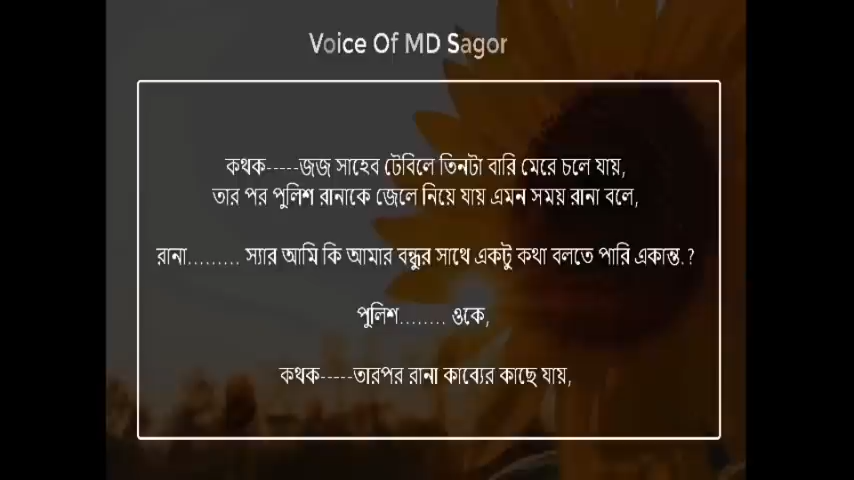 Voice Of MD Sagor
কথক-----জজ সাহেব টেবিলে তিনটা বারি মেরে চলে যায়,
তার পর পুলিশ রানাকে জেলে নিয়ে যায় এমন সময় রানা বলে,
রানা......... স্যার আমি কি আমার বন্ধুর সাথে একটু কথা বলতে পারি একান্ত.?
পুলিশ........ ওকে,
কথক-----তারপর রানা কাব্যের কাছে যায়,